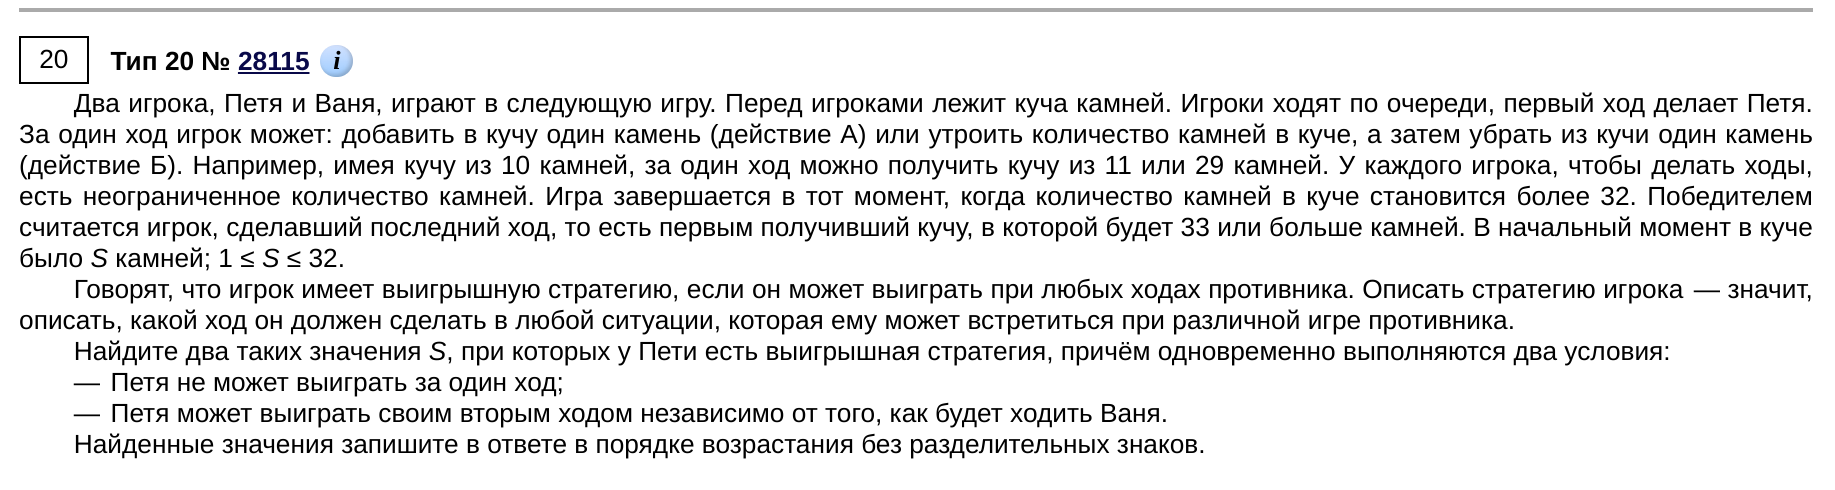 20 Тип 20 № 28115 i
Два игрока, Петя и Ваня, играют в следующую игру. Перед игроками лежит куча камней. Игроки ходят по очереди, первый ход делает Петя.
За один ход игрок может: добавить в кучу один камень (действие А) или утроить количество камней в куче, а затем убрать из кучи один камень
(действие Б). Например, имея кучу из 10 камней, за один ход можно получить кучу из 11 или 29 камней. У каждого игрока, чтобы делать ходы,
есть неограниченное количество камней. Игра завершается в тот момент, когда количество камней в куче становится более 32. Победителем
считается игрок, сделавший последний ход, то есть первым получивший кучу, в которой будет 33 или больше камней. В начальный момент в куче
было S камней; 1 ≤ S ≤ 32.
Говорят, что игрок имеет выигрышную стратегию, если он может выиграть при любых ходах противника. Описать стратегию игрока — значит,
описать, какой ход он должен сделать в любой ситуации, которая ему может встретиться при различной игре противника.
Найдите два таких значения S, при которых у Пети есть выигрышная стратегия, причём одновременно выполняются два условия:
— Петя не может выиграть за один ход;
— Петя может выиграть своим вторым ходом независимо от того, как будет ходить Ваня.
Найденные значения запишите в ответе в порядке возрастания без разделительных знаков.